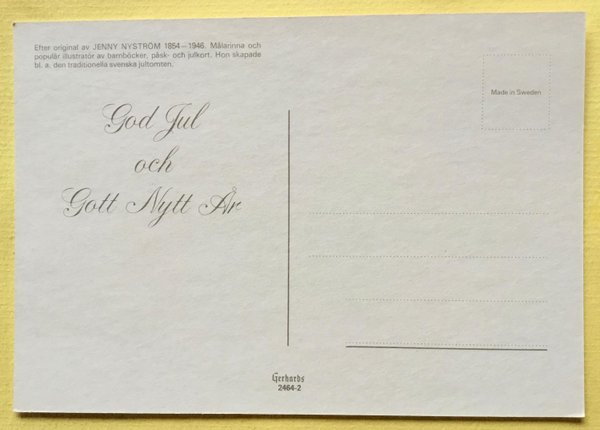 Efter original av JENNY NYSTRÖM 1854–1946. Målarinna och
populär illustratör av barnböcker, påsk- och julkort. Hon skapade
bl. a. den traditionella svenska jultomten.
Made in Sweden
God Jul
och
Gott Nytt År
Gerhards
2464-2